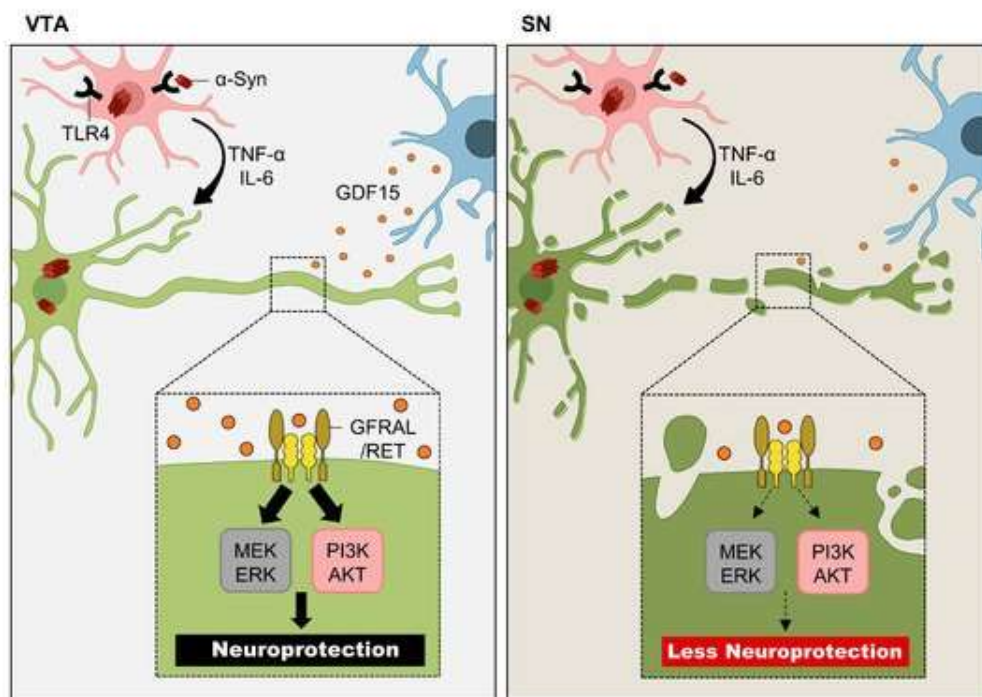 VTA
α-Syn
TLR4
TNF-α
IL-6
GDF15
GFRAL
/RET
MEK
ERK
PI3K
AKT
Neuroprotection
SN
TNF-α
IL-6
MEK
ERK
PI3K
AKT
Less Neuroprotection